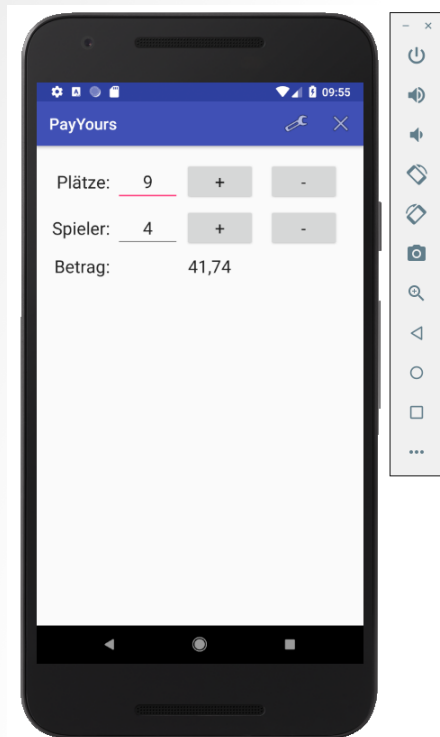 09:55
PayYours
Plätze: 9 + -
Spieler: 4 + -
Betrag: 41,74